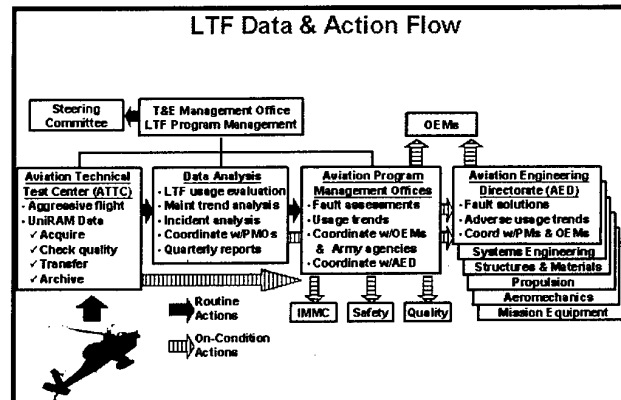 LTF Data & Action Flow
Steering
Committee
T&E Management Office
LTF Program Management
OEMs
Aviation Technical
Test Center (ATTC)
- Aggressive flight
- UniRAM Data
✓ Acquire
✓ Check quality
✓ Transfer
✓ Archive
Data Analysis
• LTF usage evaluation
• Maint trend analysis
• Incident analysis
• Coordinate w/PMOs
• Quarterly reports
Aviation Program
Management Offices
• Fault assessments
• Usage trends
• Coordinate w/OEMs
& Army agencies
• Coordinate w/AED
Aviation Engineering
Directorate (AED)
• Fault solutions
• Adverse usage trends
• Coord w/PMs & OEMs
Systems Engineering
Structures & Materials
Propulsion
Aeromechanics
Mission Equipment
IMMC
Safety
Quality
Routine
Actions
On-Condition
Actions